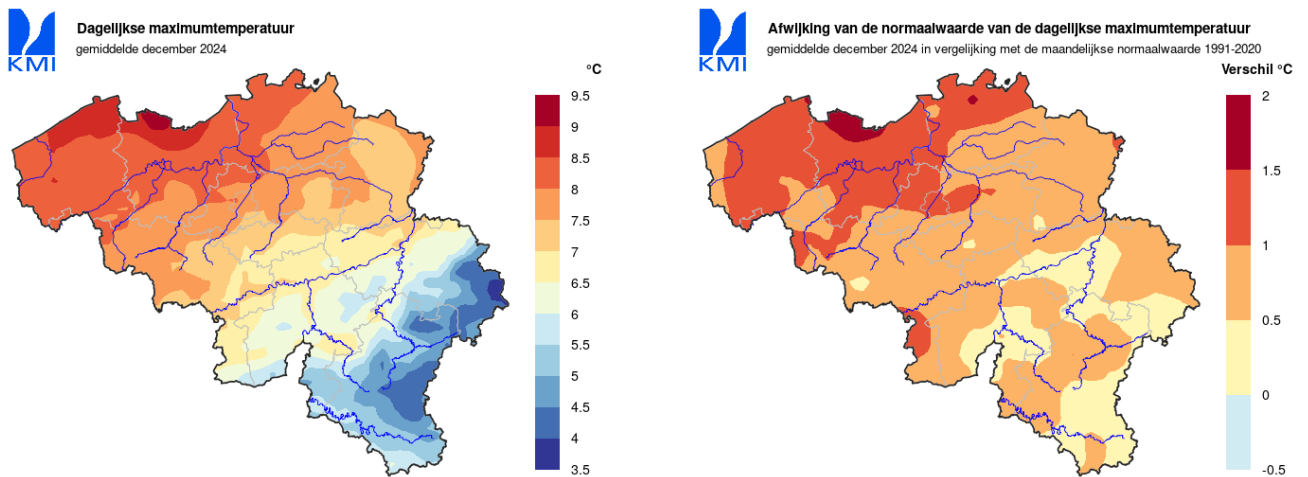 KMI
Dagelijkse maximumtemperatuur
gemiddelde december 2024
°C
9.5
9
8.5
8
7.5
7
6.5
6
5.5
5
4.5
4
3.5
KMI
Afwijking van de normaalwaarde van de dagelijkse maximumtemperatuur
gemiddelde december 2024 in vergelijking met de maandelijkse normaalwaarde 1991-2020
Verschil °C
2
1.5
1
0.5
0
-0.5